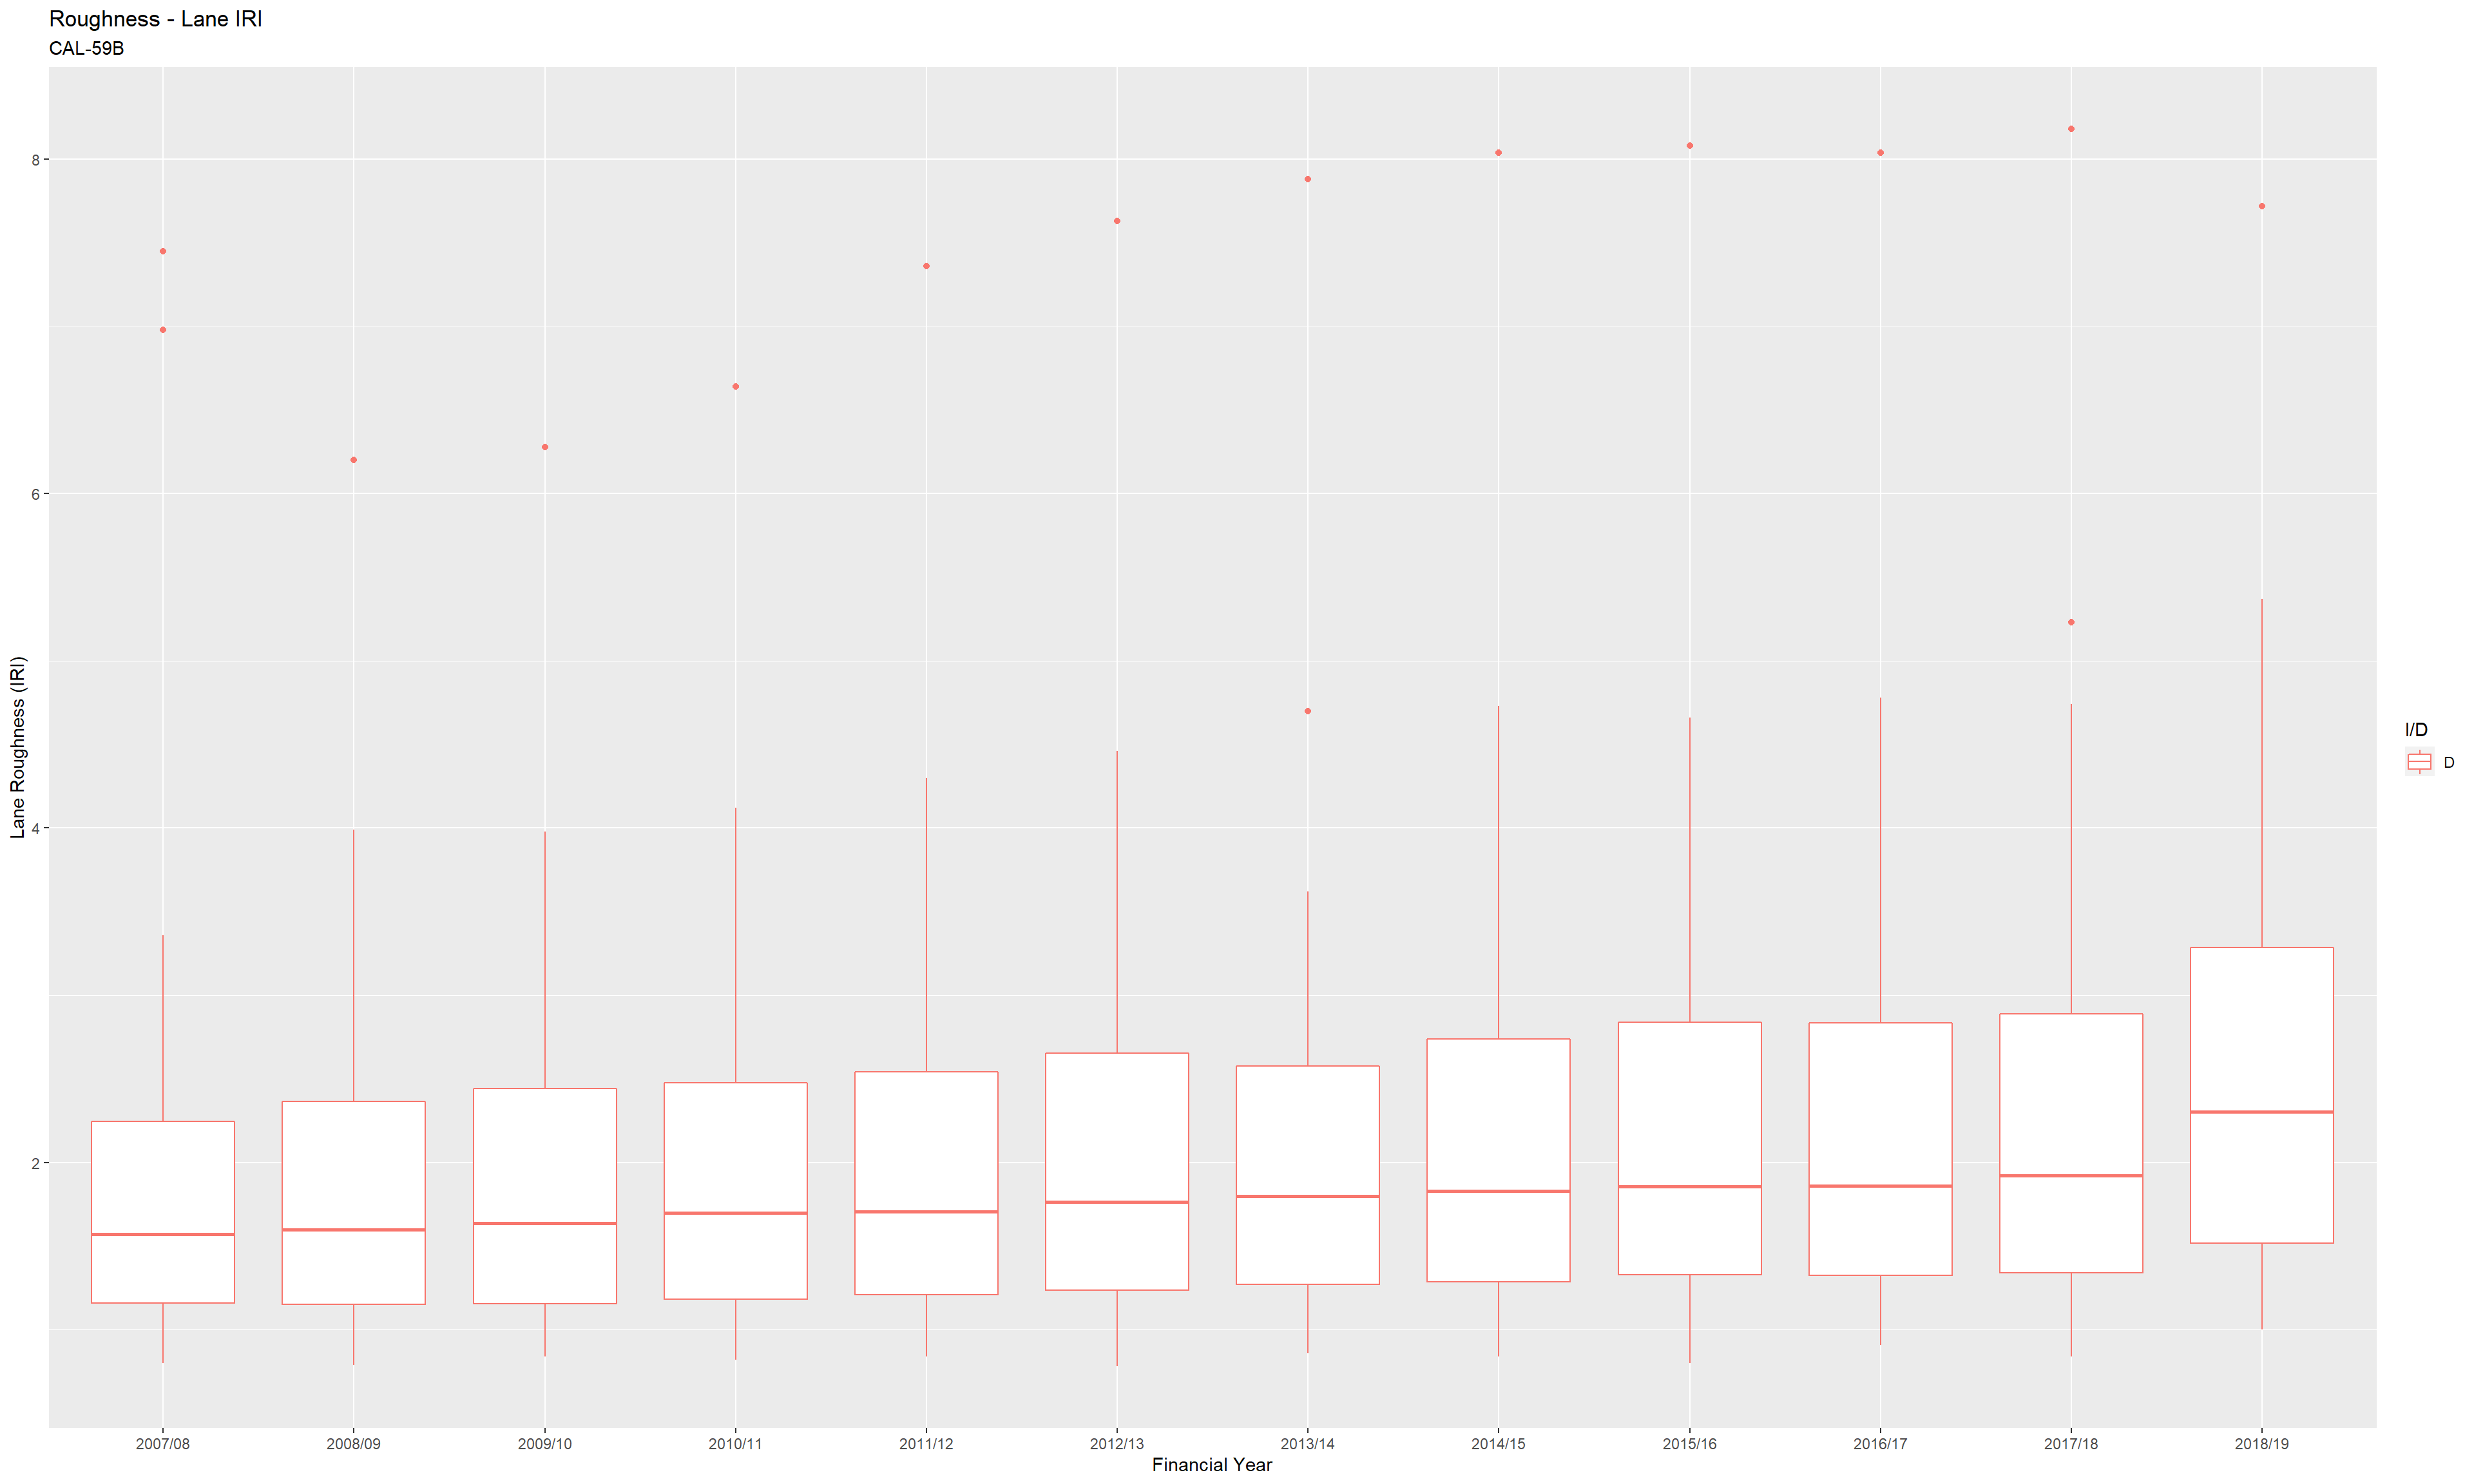 Roughness - Lane IRI
CAL-59B
Lane Roughness (IRI)
8
6
4
2
2007/08
2008/09
2009/10
2010/11
2011/12
2012/13
2013/14
2014/15
2015/16
2016/17
2017/18
2018/19
Financial Year
I/D
D